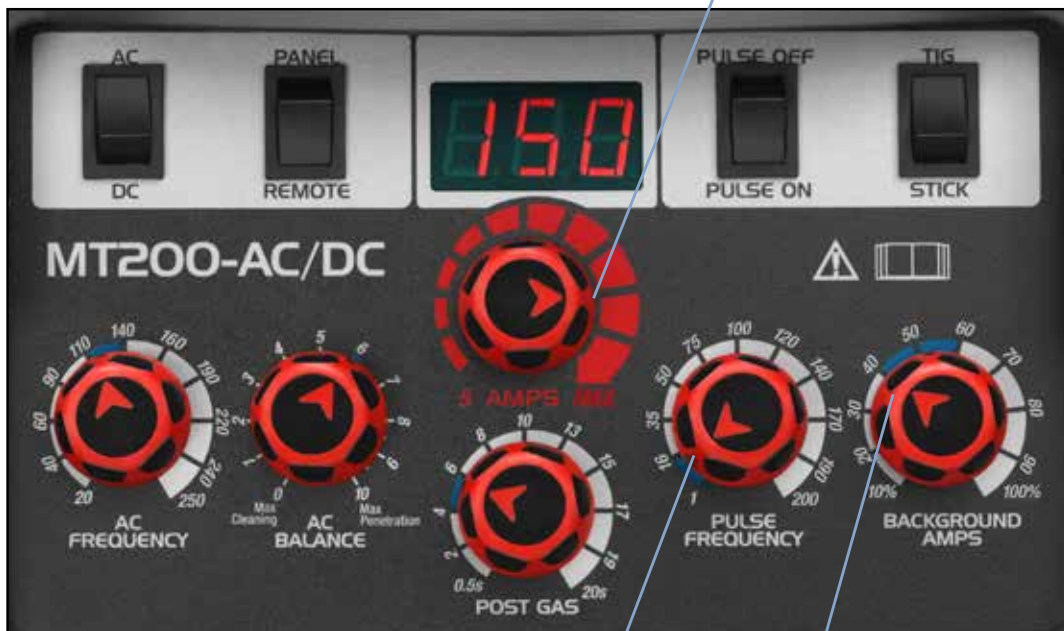 AC PANEL PULSE OFF TIG
150
DC REMOTE PULSE ON STICK
MT200-AC/DC
5 AMPS MAX
20 40 60 90 110 140 160 190 220 240 250
AC
FREQUENCY
0 1 2 3 4 5 6 7 8 9 10
Max
Cleaning
Max
Penetration
AC
BALANCE
0.5s 2 4 6 8 10 13 15 17 19 20s
POST GAS
1 16 35 50 75 100 120 140 170 190 200
PULSE
FREQUENCY
10% 20 30 40 50 60 70 80 90 100%
BACKGROUND
AMPS